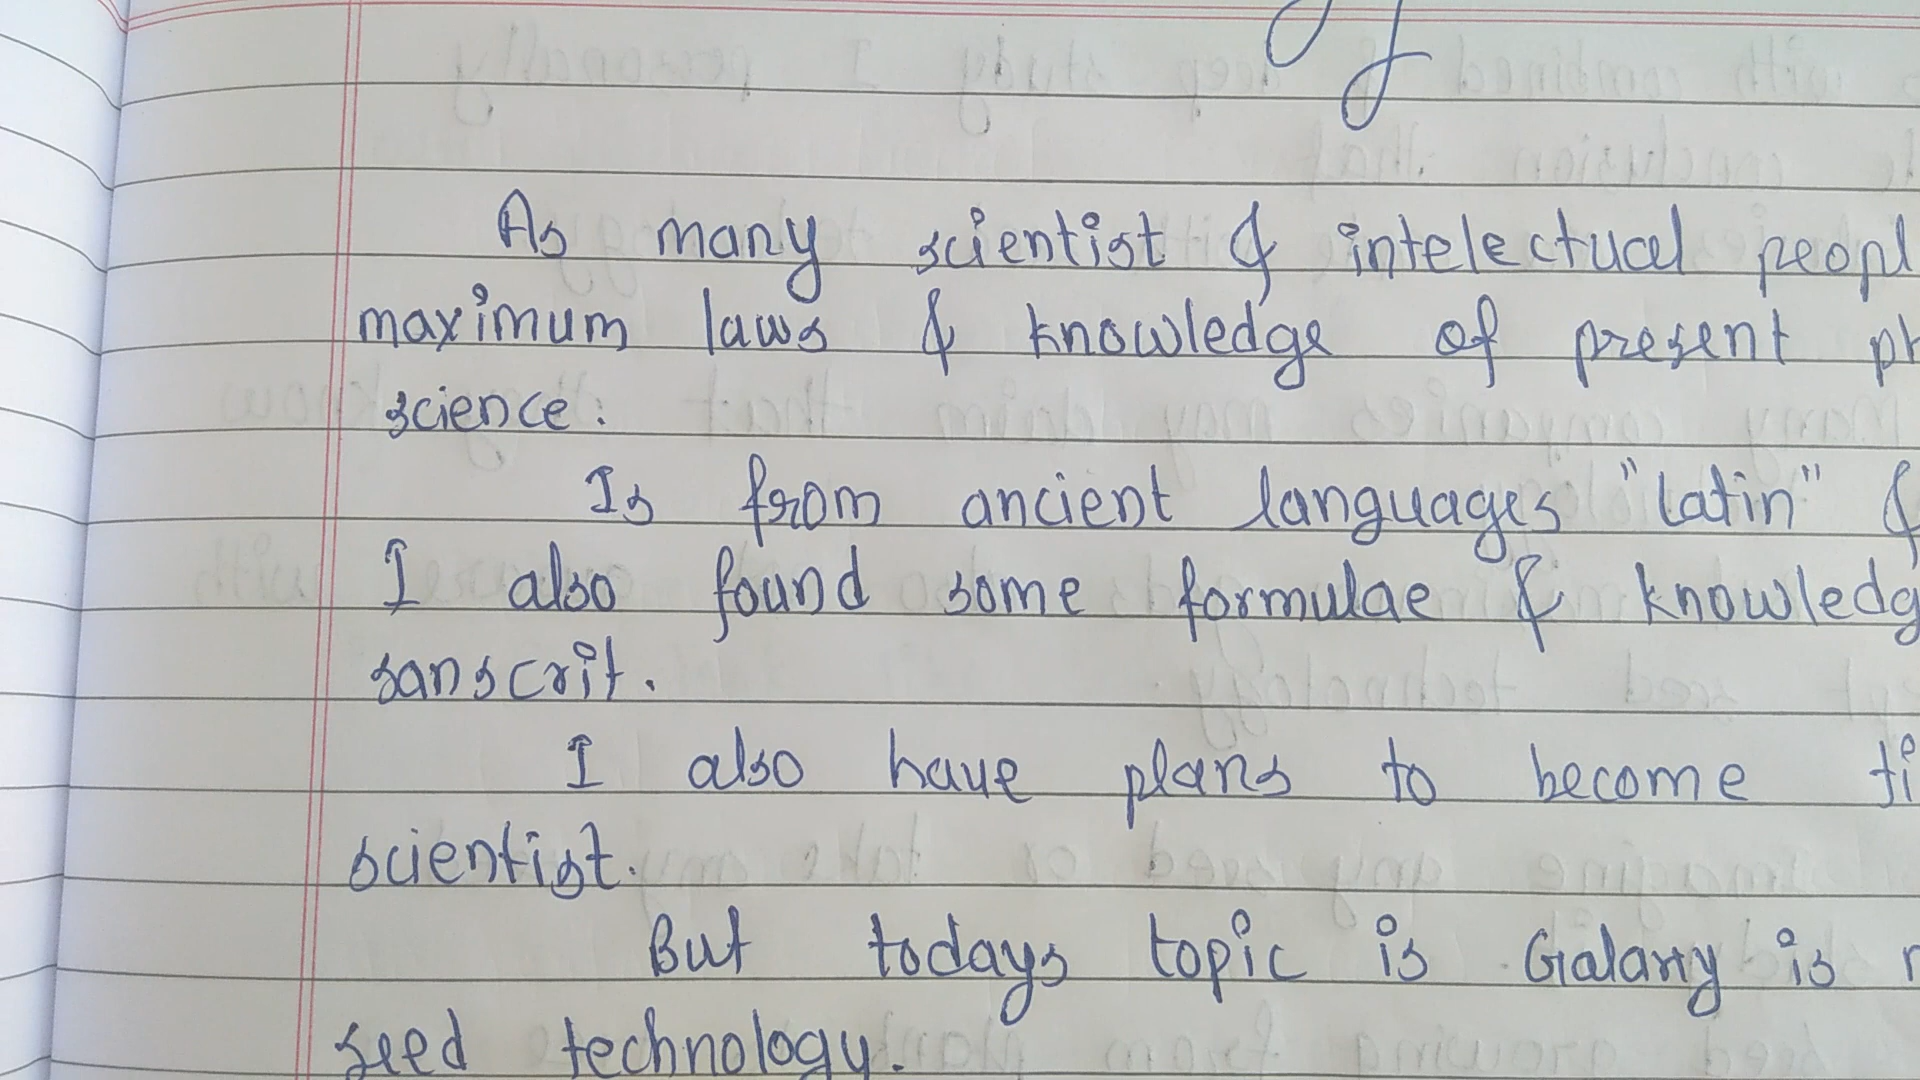 As many scientist & intelectual peopl
maximum laws & knowledge of present ph
science.
Is from ancient languages "Latin" &
I also found some formulae & knowledg
sanscrit.
I also have plans to become ti
scientist.
But todays topic is Galaxy is
seed technology.